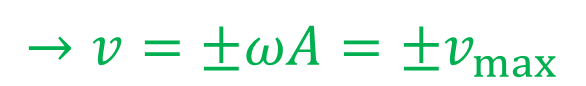 → v = ±ωA = ±v_max